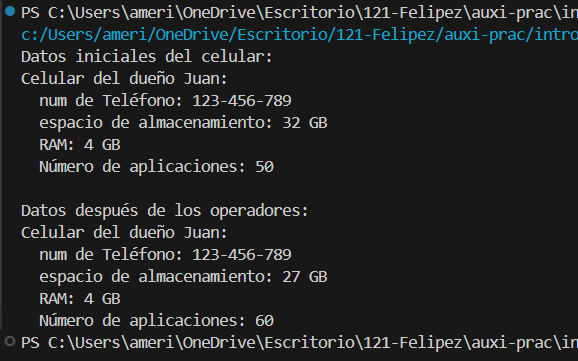 PS C:\Users\ameri\OneDrive\Escritorio\121-Felipez\auxi-prac\in
c:/Users/ameri/OneDrive/Escritorio/121-Felipez/auxi-prac/intro
Datos iniciales del celular:
Celular del dueño Juan:
num de Teléfono: 123-456-789
espacio de almacenamiento: 32 GB
RAM: 4 GB
Número de aplicaciones: 50
Datos después de los operadores:
Celular del dueño Juan:
num de Teléfono: 123-456-789
espacio de almacenamiento: 27 GB
RAM: 4 GB
Número de aplicaciones: 60
PS C:\Users\ameri\OneDrive\Escritorio\121-Felipez\auxi-prac\in